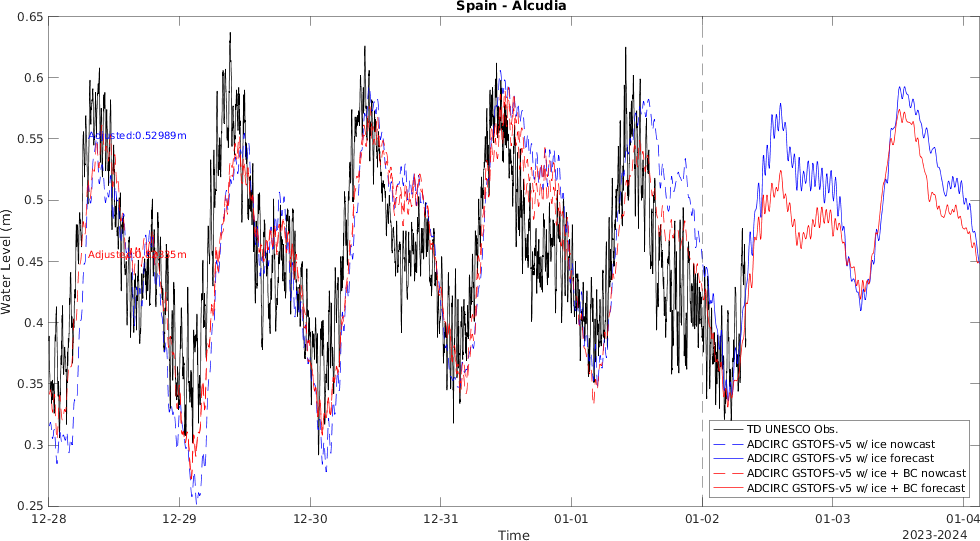 Spain - Alcudia
0.65
0.6
0.55
0.5
0.45
0.4
0.35
0.3
0.25
Water Level (m)
Adjusted:0.52989m
TD UNESCO Obs.
ADCIRC GSTOFS-v5 w/ ice nowcast
ADCIRC GSTOFS-v5 w/ ice forecast
ADCIRC GSTOFS-v5 w/ ice + BC nowcast
ADCIRC GSTOFS-v5 w/ ice + BC forecast
12-28 12-29 12-30 12-31 01-01 01-02 01-03 01-04
Time
2023-2024